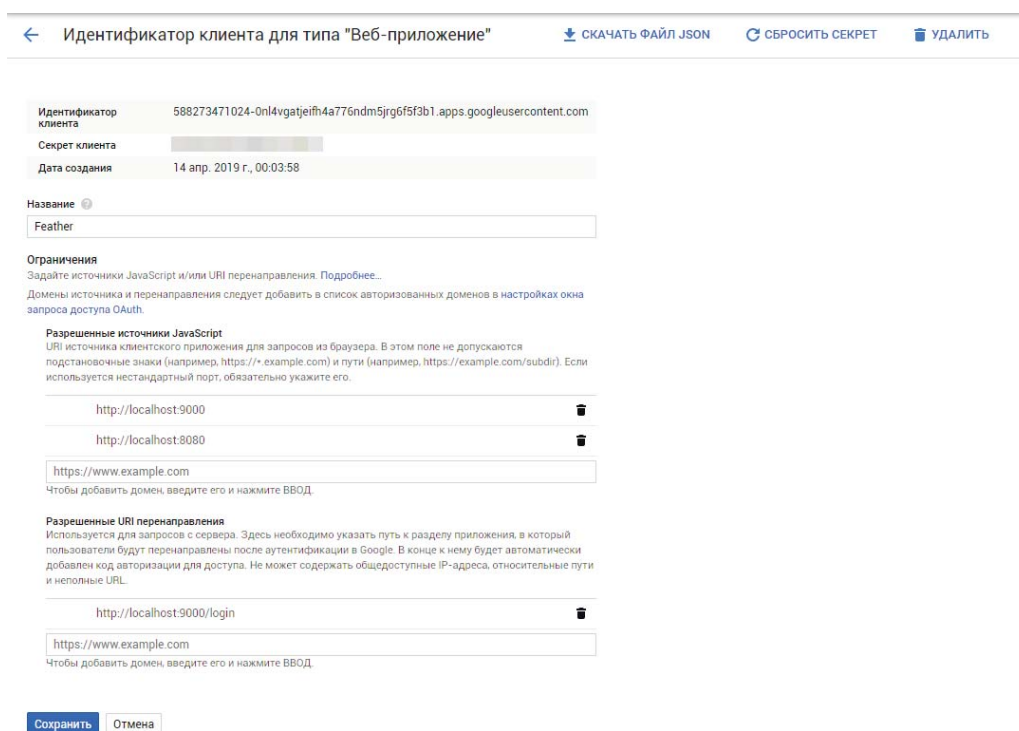 Идентификатор клиента для типа "Веб-приложение"
СКАЧАТЬ ФАЙЛ JSON
СБРОСИТЬ СЕКРЕТ
УДАЛИТЬ
Идентификатор
клиента
588273471024-0nl4vgatjeifh4a776ndm5jrg6f5f3b1.apps.googleusercontent.com
Секрет клиента
Дата создания
14 апр. 2019 г., 00:03:58
Название
Feather
Ограничения
Задайте источники JavaScript и/или URI перенаправления. Подробнее...
Домены источника и перенаправления следует добавить в список авторизованных доменов в настройках окна
запроса доступа OAuth.
Разрешенные источники JavaScript
URI источника клиентского приложения для запросов из браузера. В этом поле не допускаются
подстановочные знаки (например, https://*.example.com) и пути (например, https://example.com/subdir). Если
используется нестандартный порт, обязательно укажите его.
http://localhost:9000
http://localhost:8080
https://www.example.com
Чтобы добавить домен, введите его и нажмите ВВОД.
Разрешенные URI перенаправления
Используется для запросов с сервера. Здесь необходимо указать путь к разделу приложения, в который
пользователи будут перенаправлены после аутентификации в Google. В конце к нему будет автоматически
добавлен код авторизации для доступа. Не может содержать общедоступные IP-адреса, относительные пути
и неполные URL.
http://localhost:9000/login
https://www.example.com
Чтобы добавить домен, введите его и нажмите ВВОД.
Сохранить
Отмена